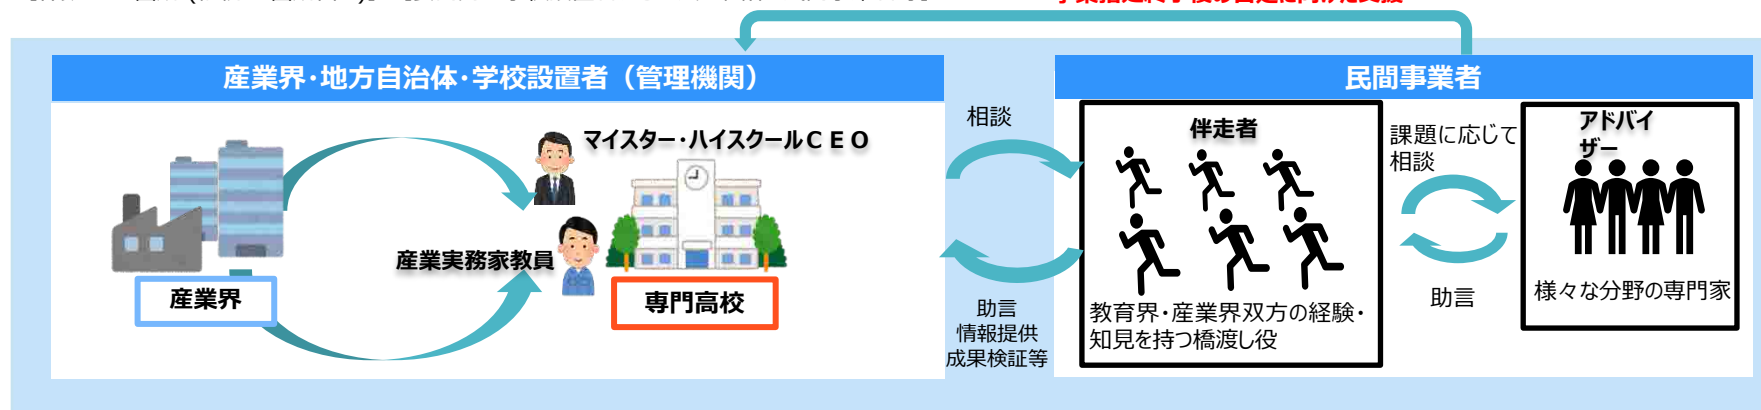 産業界・地方自治体・学校設置者（管理機関）
民間事業者
マイスター・ハイスクールＣＥＯ
産業実務家教員
産業界
専門高校
相談
助言
情報提供
成果検証等
伴走者
教育界・産業界双方の経験・
知見を持つ橋渡し役
課題に応じて
相談
助言
アドバイ
ザー
様々な分野の専門家